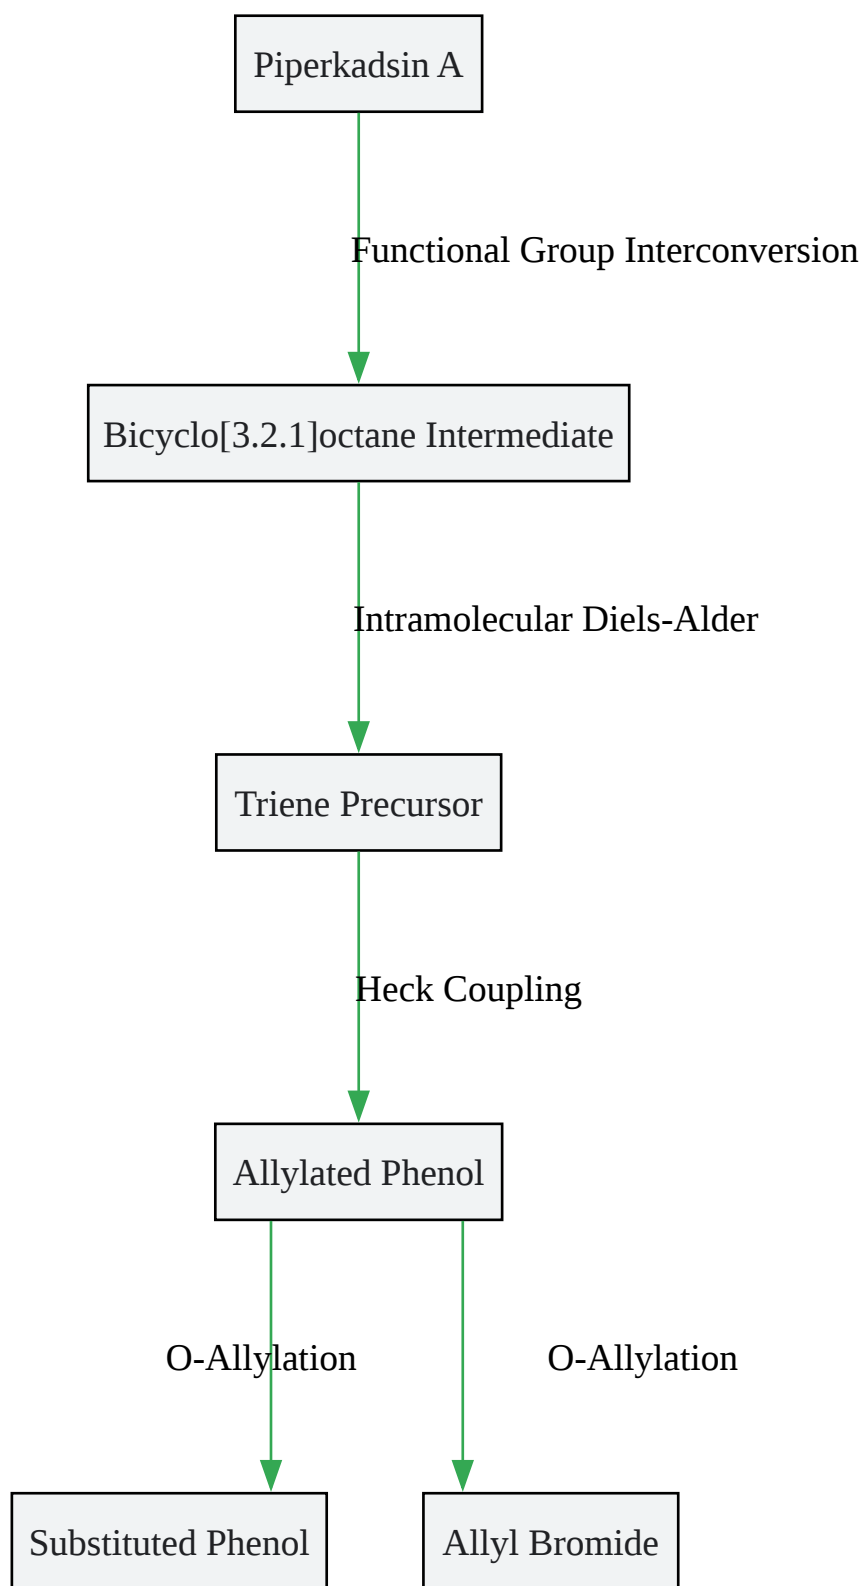 Piperkadsin A
Functional Group Interconversion
Bicyclo[3.2.1]octane Intermediate
Intramolecular Diels-Alder
Triene Precursor
Heck Coupling
Allylated Phenol
O-Allylation
O-Allylation
Substituted Phenol
Allyl Bromide